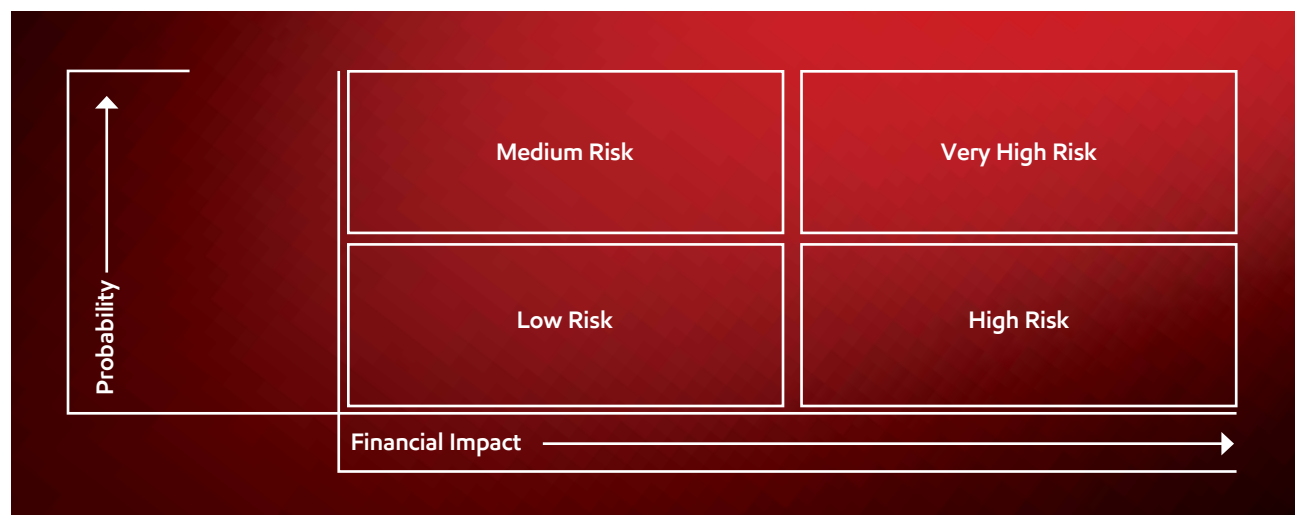 Medium Risk
Very High Risk
Probability
Low Risk
High Risk
Financial Impact